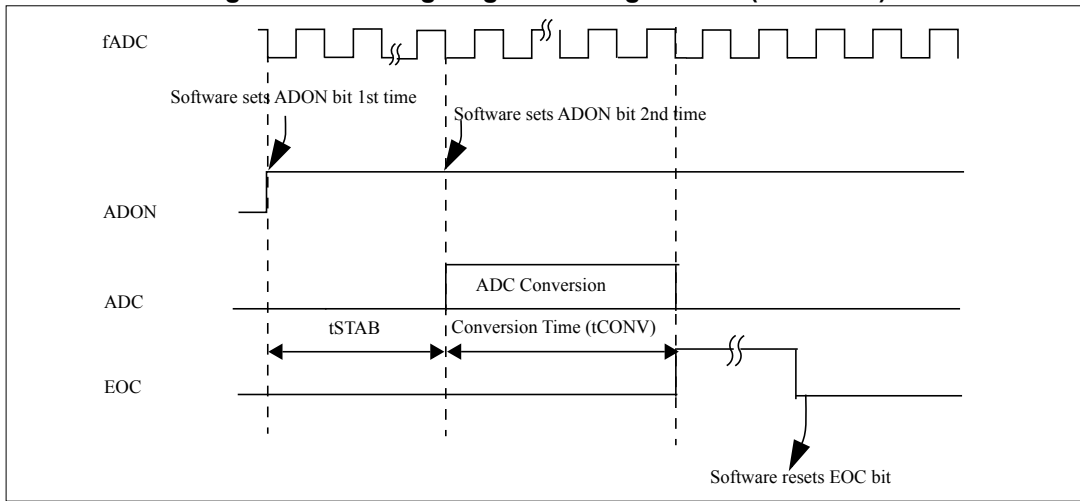 fADC
Software sets ADON bit 1st time
Software sets ADON bit 2nd time
ADON
ADC Conversion
ADC
tSTAB
Conversion Time (tCONV)
EOC
Software resets EOC bit